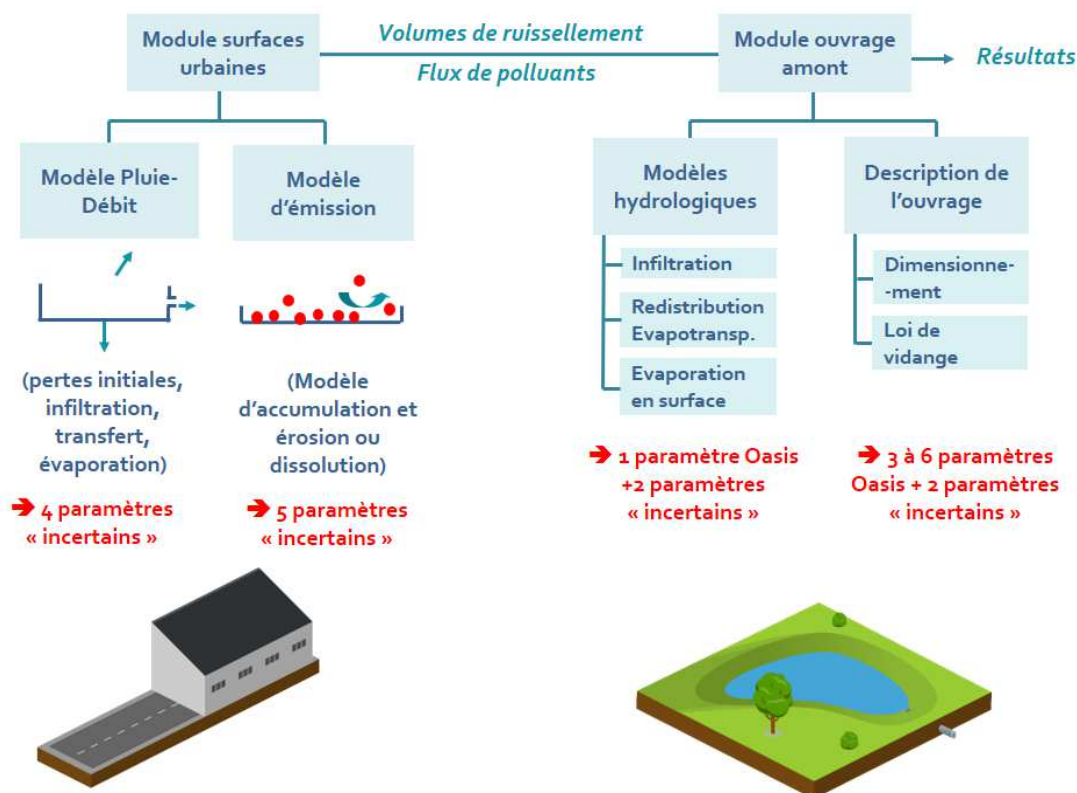 Module surfaces
urbaines
Volumes de ruissellement
Flux de polluants
Module ouvrage
amont
Résultats
Modèle Pluie-
Débit
Modèle
d'émission
Modèles
hydrologiques
Description de
l'ouvrage
Infiltration
Redistribution
Evapotransp.
Evaporation
en surface
Dimensionne-
-ment
Loi de
vidange
(pertes initiales,
infiltration,
transfert,
évaporation)
(Modèle
d'accumulation et
érosion ou
dissolution)
➔ 4 paramètres
« incertains »
➔ 5 paramètres
« incertains »
➔ 1 paramètre Oasis
+2 paramètres
« incertains »
➔ 3 à 6 paramètres
Oasis + 2 paramètres
« incertains »